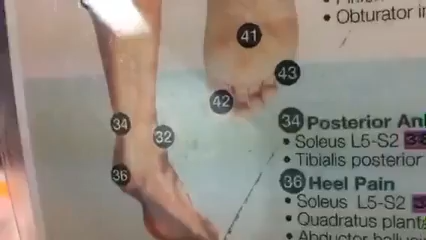 • Obturator in
41
43
42
34
32
36
34 Posterior An
• Soleus L5-S2
• Tibialis posterior
36 Heel Pain
• Soleus L5-S2
• Quadratus plant
• Abductor